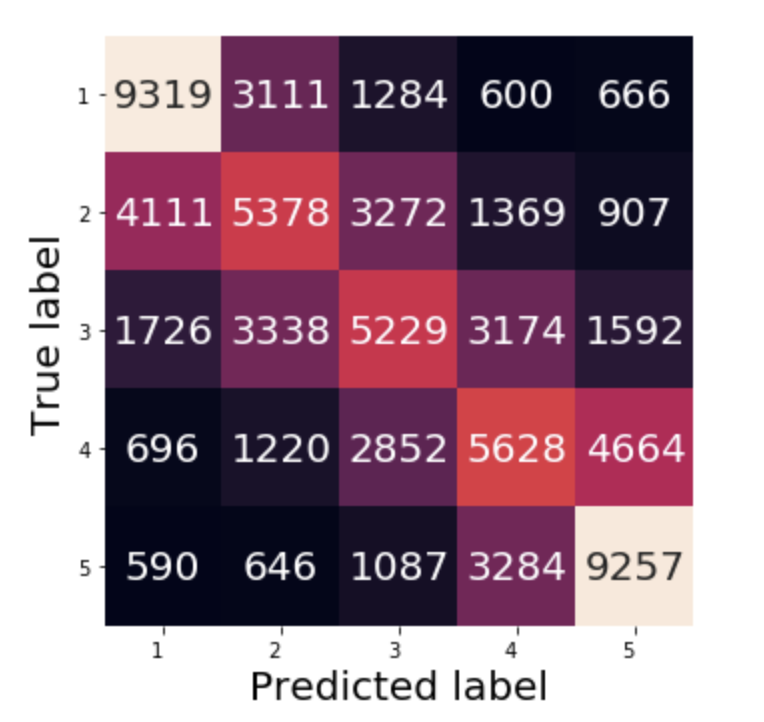 1 9319 3111 1284 600 666
2 4111 5378 3272 1369 907
3 1726 3338 5229 3174 1592
4 696 1220 2852 5628 4664
5 590 646 1087 3284 9257
True label
1 2 3 4 5
Predicted label